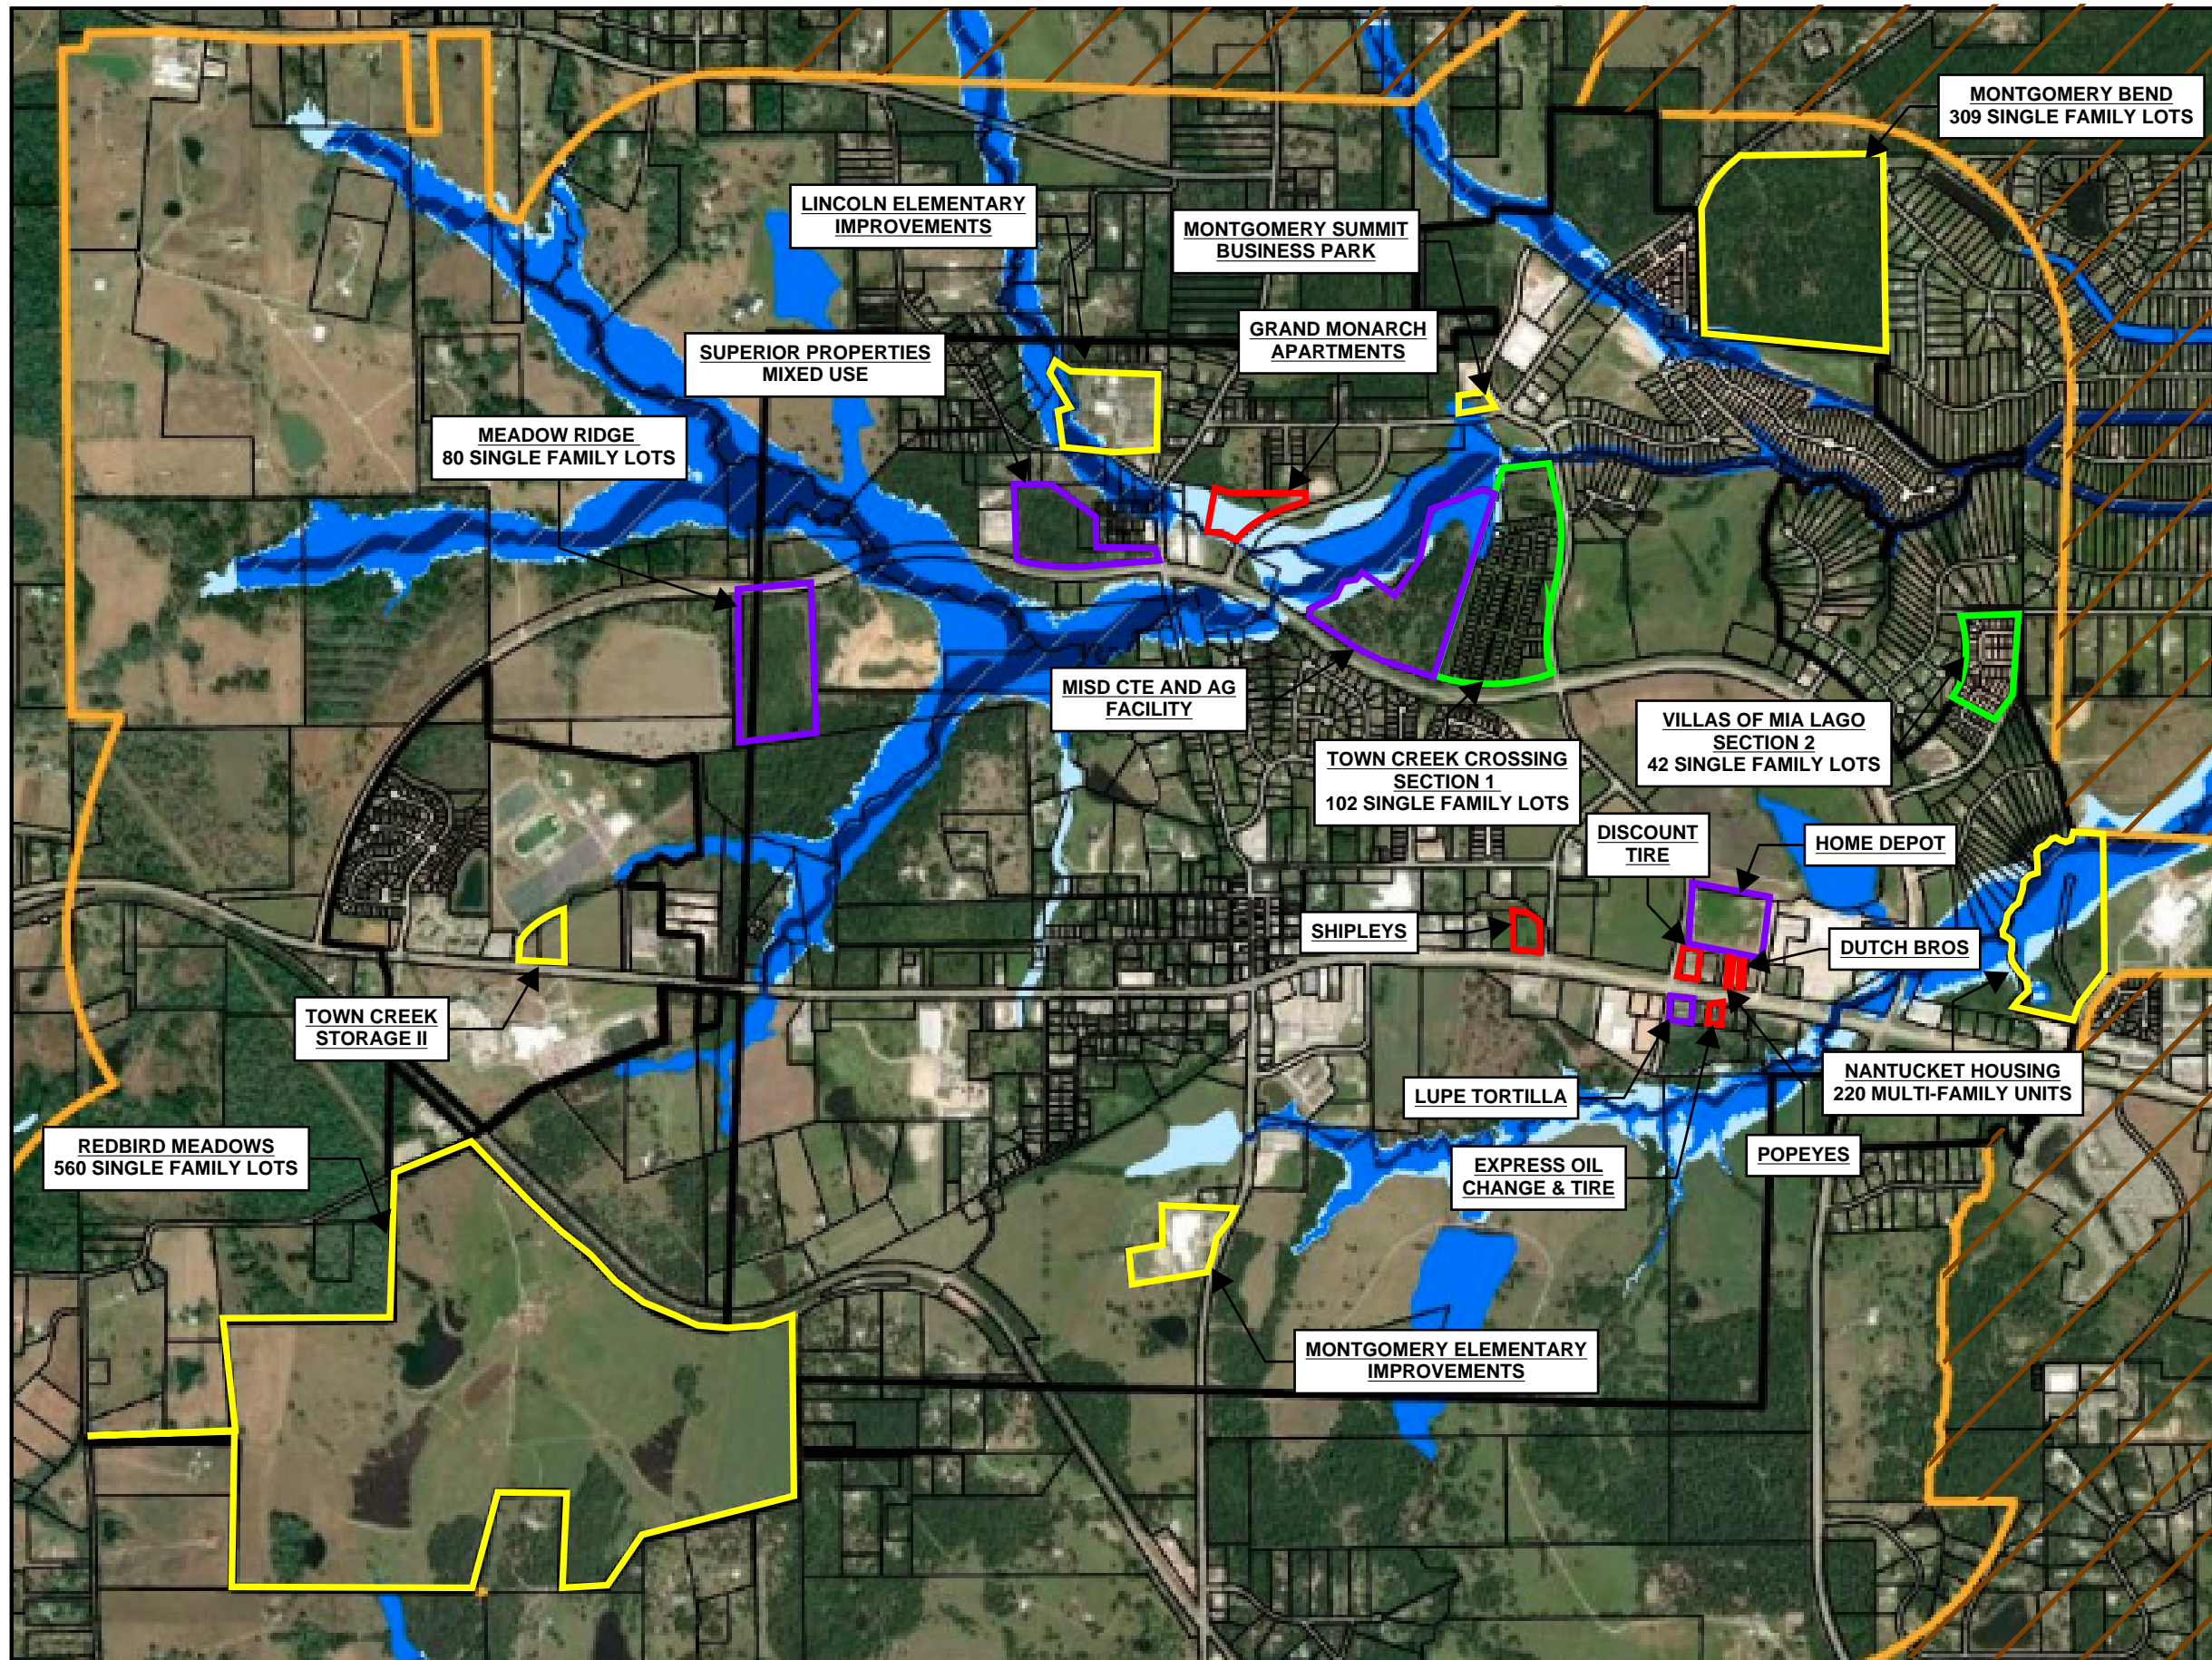 MONTGOMERY BEND
309 SINGLE FAMILY LOTS
LINCOLN ELEMENTARY
IMPROVEMENTS
MONTGOMERY SUMMIT
BUSINESS PARK
GRAND MONARCH
APARTMENTS
SUPERIOR PROPERTIES
MIXED USE
MEADOW RIDGE
80 SINGLE FAMILY LOTS
MISD CTE AND AG
FACILITY
VILLAS OF MIA LAGO
SECTION 2
42 SINGLE FAMILY LOTS
TOWN CREEK CROSSING
SECTION 1
102 SINGLE FAMILY LOTS
DISCOUNT
TIRE
HOME DEPOT
SHIPLEYS
DUTCH BROS
TOWN CREEK
STORAGE II
NANTUCKET HOUSING
220 MULTI-FAMILY UNITS
LUPE TORTILLA
POPEYES
REDBIRD MEADOWS
560 SINGLE FAMILY LOTS
EXPRESS OIL
CHANGE & TIRE
MONTGOMERY ELEMENTARY
IMPROVEMENTS